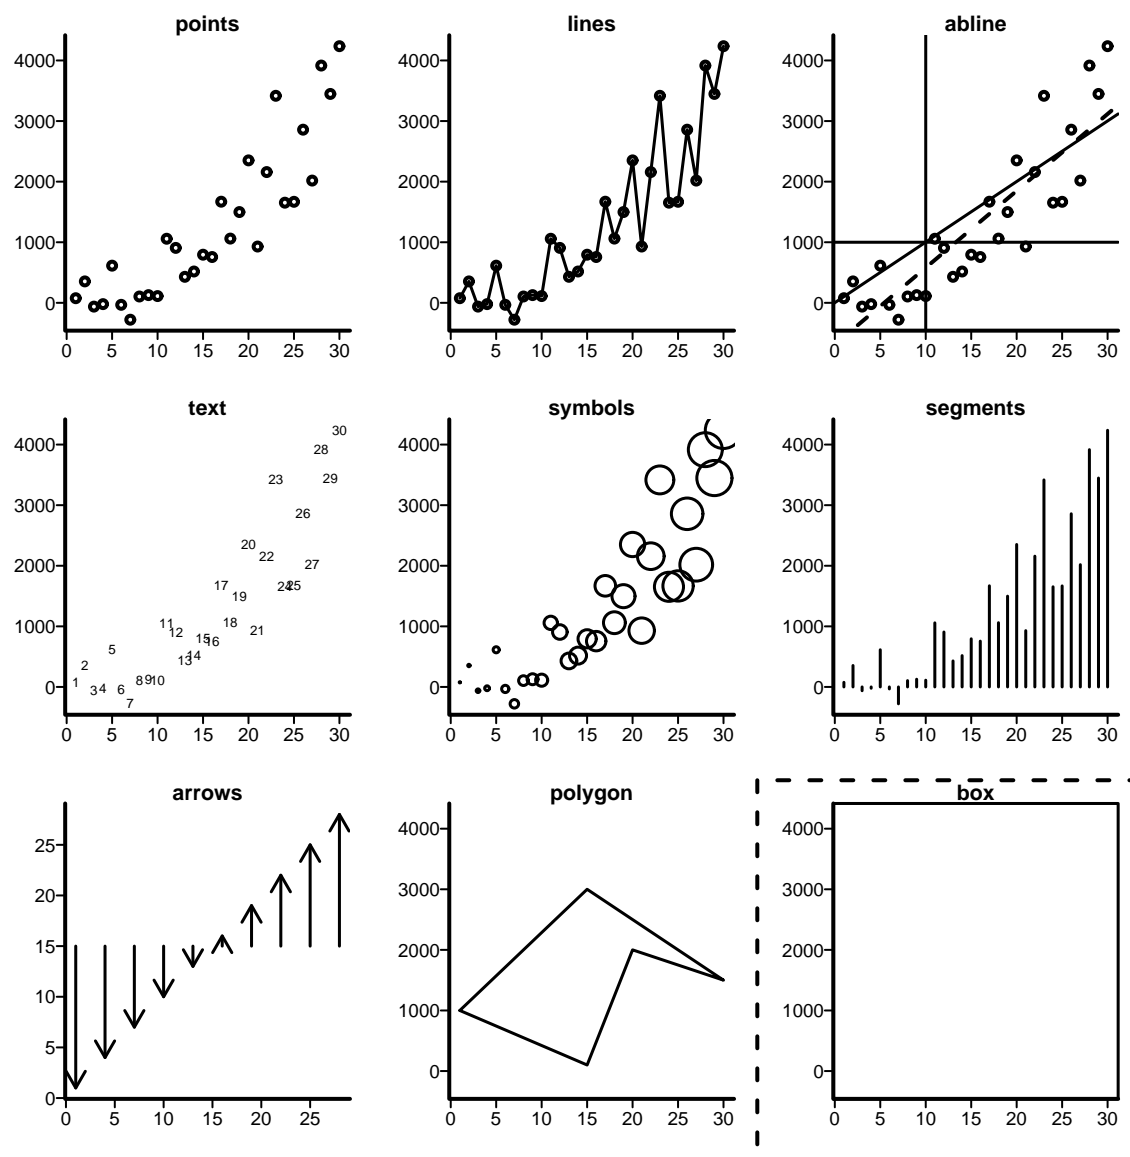 points lines abline
4000 4000 4000
3000 3000 3000
2000 2000 2000
1000 1000 1000
0 0 0
0 5 10 15 20 25 30 0 5 10 15 20 25 30 0 5 10 15 20 25 30
text symbols segments
4000 4000 4000
3000 3000 3000
2000 2000 2000
1000 1000 1000
0 0 0
30
28
23 29
26
20
22
27
17 24 25
19
11 18
12 21
15 16
5
14
13
2
1 8 9 10
3 4 6
7
0 5 10 15 20 25 30 0 5 10 15 20 25 30 0 5 10 15 20 25 30
arrows polygon box
25 4000 4000
20 3000 3000
15 2000 2000
10 1000 1000
5 0 0
0
0 5 10 15 20 25 0 5 10 15 20 25 30 0 5 10 15 20 25 30